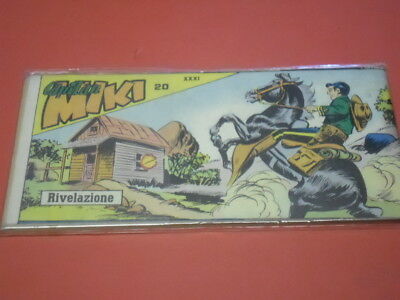 Capitan
MIKI
20
XXXI
Rivelazione